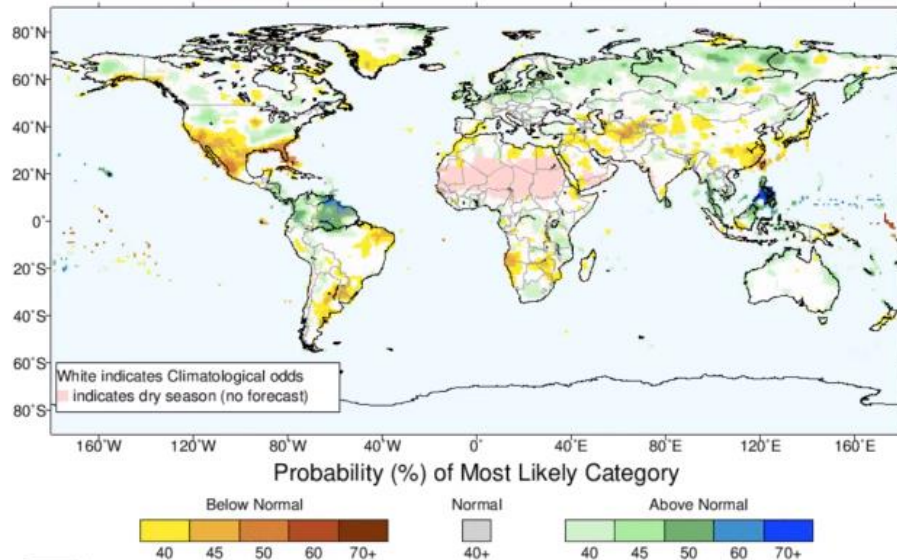 80°N
60°N
40°N
20°N
0°
20°S
40°S
60°S
80°S
White indicates Climatological odds
indicates dry season (no forecast)
160°W 120°W 80°W 40°W 0° 40°E 80°E 120°E 160°E
Probability (%) of Most Likely Category
Below Normal Normal Above Normal
40 45 50 60 70+ 40+ 40 45 50 60 70+